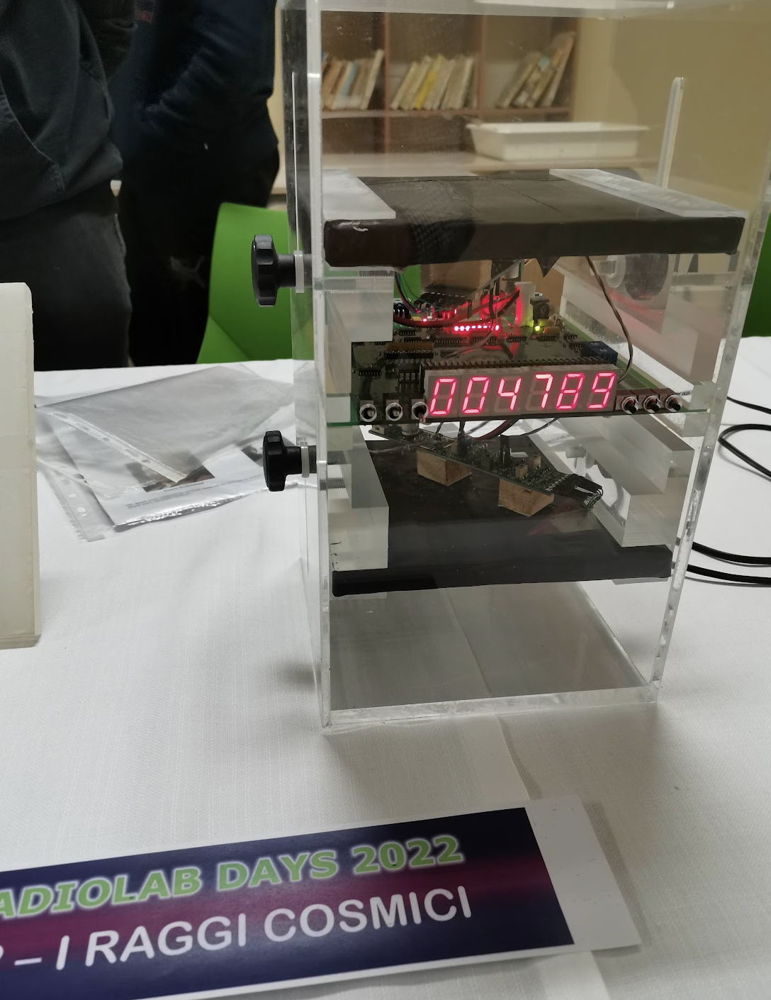 004789
ADIOLAB DAYS 2022
– I RAGGI COSMICI